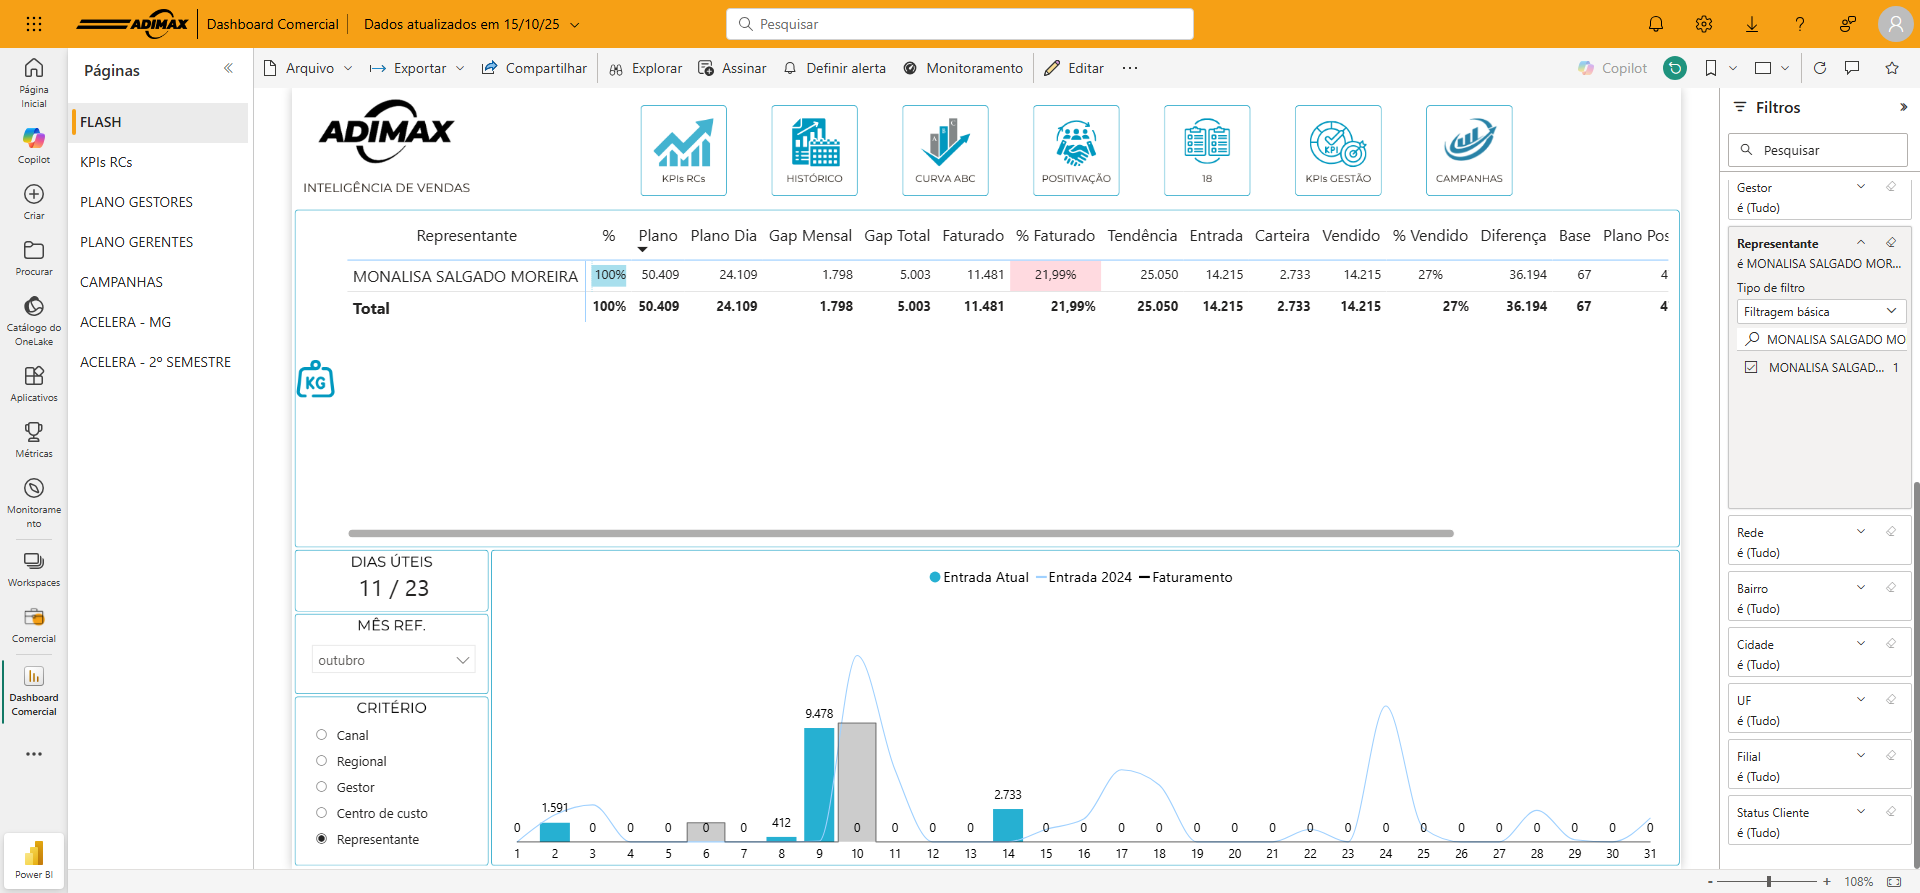 ADIMAX
Dashboard Comercial
Dados atualizados em 15/10/25
Pesquisar
Página Inicial
Copilot
Criar
Procurar
Catálogo do OneLake
Aplicativos
Métricas
Monitorame
nto
Workspaces
Comercial
Dashboard Comercial
Power BI
Páginas
FLASH
KPIs RCs
PLANO GESTORES
PLANO GERENTES
CAMPANHAS
ACELERA - MG
ACELERA - 2º SEMESTRE
Arquivo
Exportar
Compartilhar
Explorar
Assinar
Definir alerta
Monitoramento
Editar
Copilot
ADIMAX
INTELIGÊNCIA DE VENDAS
KPIs RCs
HISTÓRICO
A B C
CURVA ABC
POSITIVAÇÃO
18
KPI
KPIs GESTÃO
CAMPANHAS
Representante % Plano Plano Dia Gap Mensal Gap Total Faturado % Faturado Tendência Entrada Carteira Vendido % Vendido Diferença Base Plano Pos
MONALISA SALGADO MOREIRA 100% 50.409 24.109 1.798 5.003 11.481 21,99% 25.050 14.215 2.733 14.215 27% 36.194 67 4
Total 100% 50.409 24.109 1.798 5.003 11.481 21,99% 25.050 14.215 2.733 14.215 27% 36.194 67 4
KG
DIAS ÚTEIS
11 / 23
MÊS REF.
outubro
CRITÉRIO
Canal
Regional
Gestor
Centro de custo
Representante
Entrada Atual Entrada 2024 Faturamento
0 1.591 0 0 0 0 0 412 9.478 0 0 0 0 2.733 0 0 0 0 0 0 0 0 0 0 0 0 0 0 0 0 0
1 2 3 4 5 6 7 8 9 10 11 12 13 14 15 16 17 18 19 20 21 22 23 24 25 26 27 28 29 30 31
Filtros
Pesquisar
Gestor
é (Tudo)
Representante
é MONALISA SALGADO MOR...
Tipo de filtro
Filtragem básica
MONALISA SALGADO MO
MONALISA SALGAD... 1
Rede
é (Tudo)
Bairro
é (Tudo)
Cidade
é (Tudo)
UF
é (Tudo)
Filial
é (Tudo)
Status Cliente
é (Tudo)
- + 108%